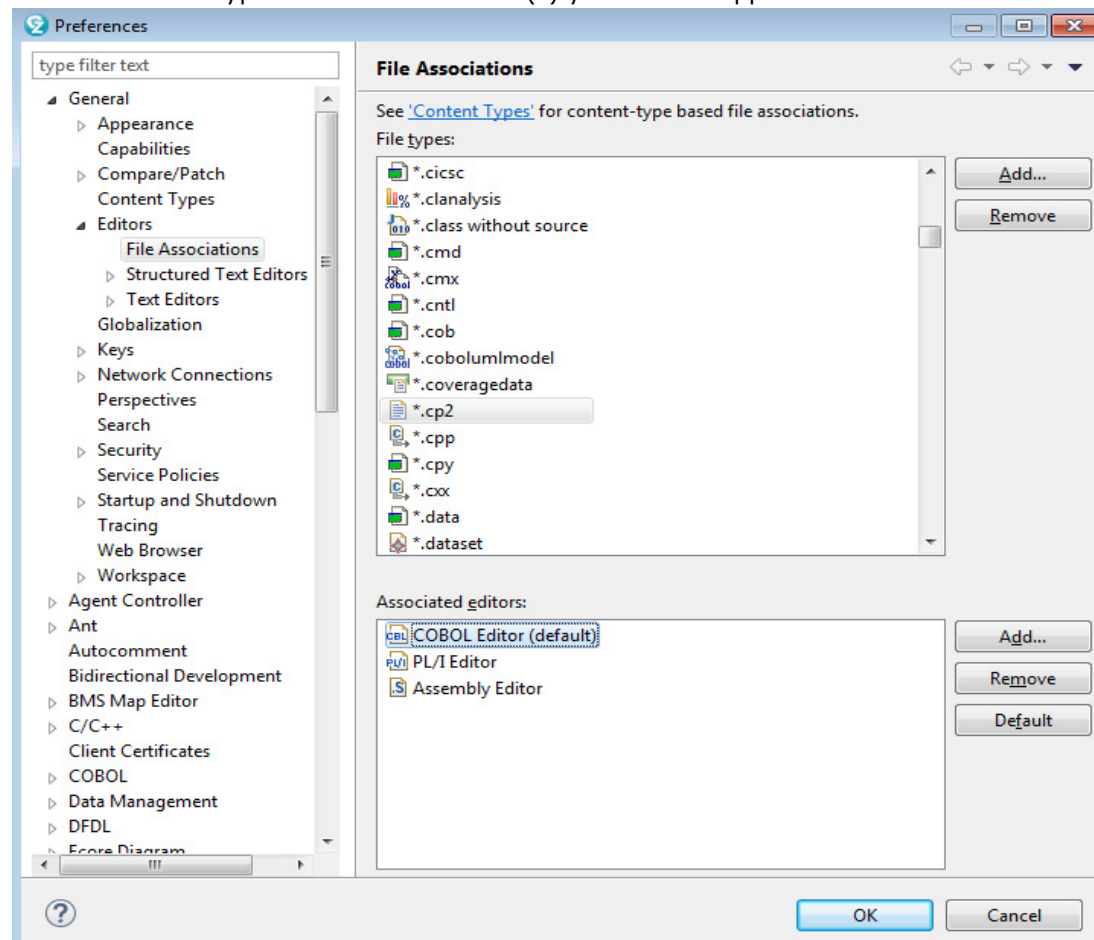 Preferences
type filter text
General
Appearance
Capabilities
Compare/Patch
Content Types
Editors
File Associations
Structured Text Editors
Text Editors
Globalization
Keys
Network Connections
Perspectives
Search
Security
Service Policies
Startup and Shutdown
Tracing
Web Browser
Workspace
Agent Controller
Ant
Autocomment
Bidirectional Development
BMS Map Editor
C/C++
Client Certificates
COBOL
Data Management
DFDL
Ecore Diagram
File Associations
See 'Content Types' for content-type based file associations.
File types:
*.cicsc
*.clanalysis
*.class without source
*.cmd
*.cmx
*.cntl
*.cob
*.cobolumlmodel
*.coveragedata
*.cp2
*.cpp
*.cpy
*.cxx
*.data
*.dataset
Add...
Remove
Associated editors:
COBOL Editor (default)
PL/I Editor
Assembly Editor
Add...
Remove
Default
OK
Cancel